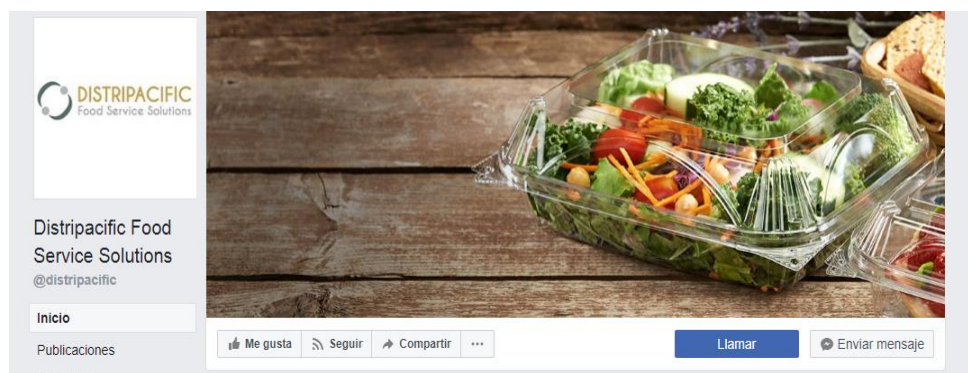 DISTRIPACIFIC
Food Service Solutions
Distripacific Food
Service Solutions
@distripacific
Inicio
Publicaciones
Me gusta
Seguir
Compartir
Llamar
Enviar mensaje